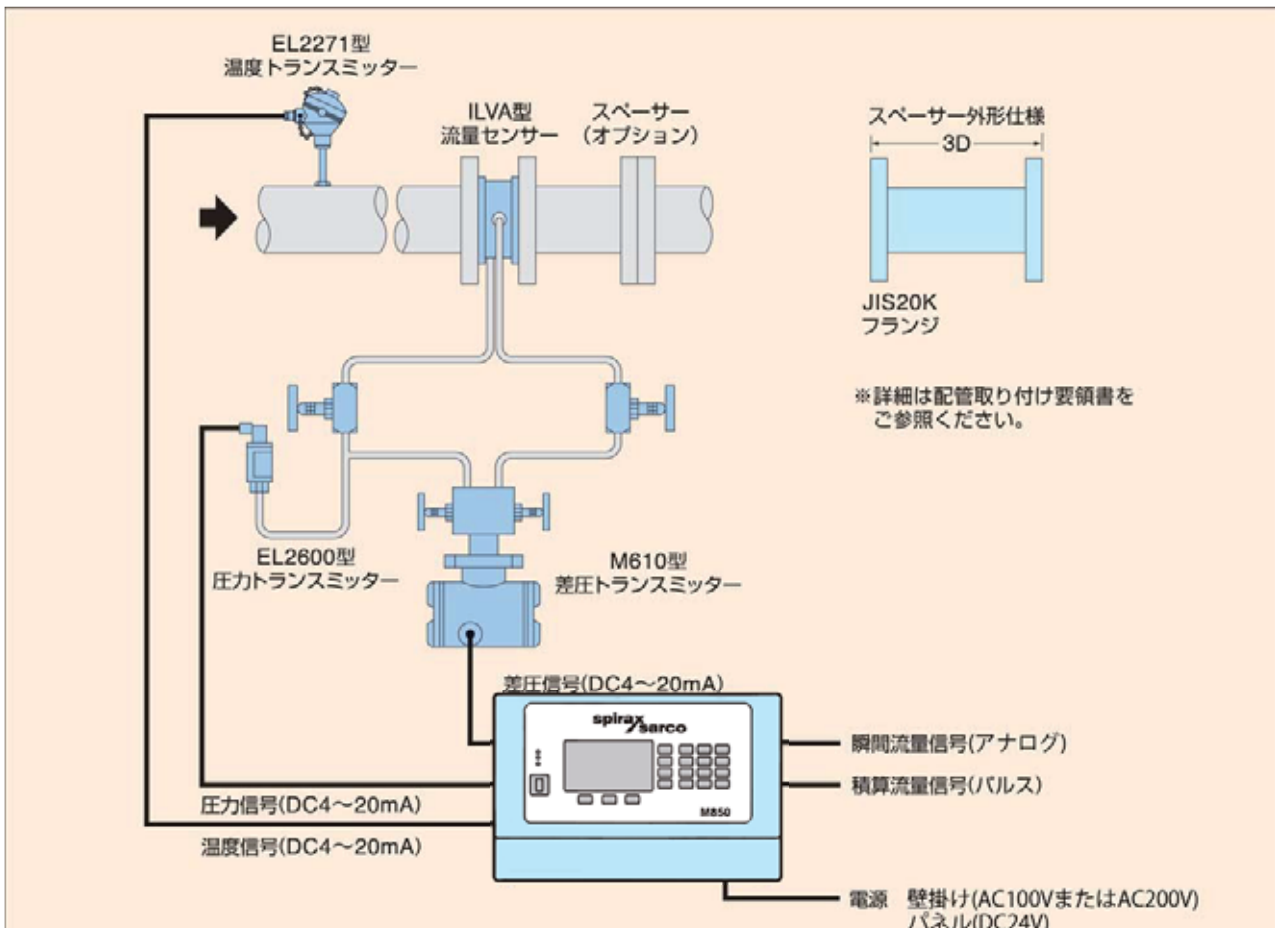 EL2271型
温度トランスミッター
ILVA型
流量センサー
スペーサー
(オプション)
スペーサー外形仕様
3D
JIS20K
フランジ
※詳細は配管取り付け要領書を
ご参照ください。
EL2600型
圧力トランスミッター
M610型
差圧トランスミッター
差圧信号(DC4～20mA)
spirax
sarco
M850
瞬間流量信号(アナログ)
積算流量信号(パルス)
圧力信号(DC4～20mA)
温度信号(DC4～20mA)
電源 壁掛け(AC100VまたはAC200V)
パネル(DC24V)